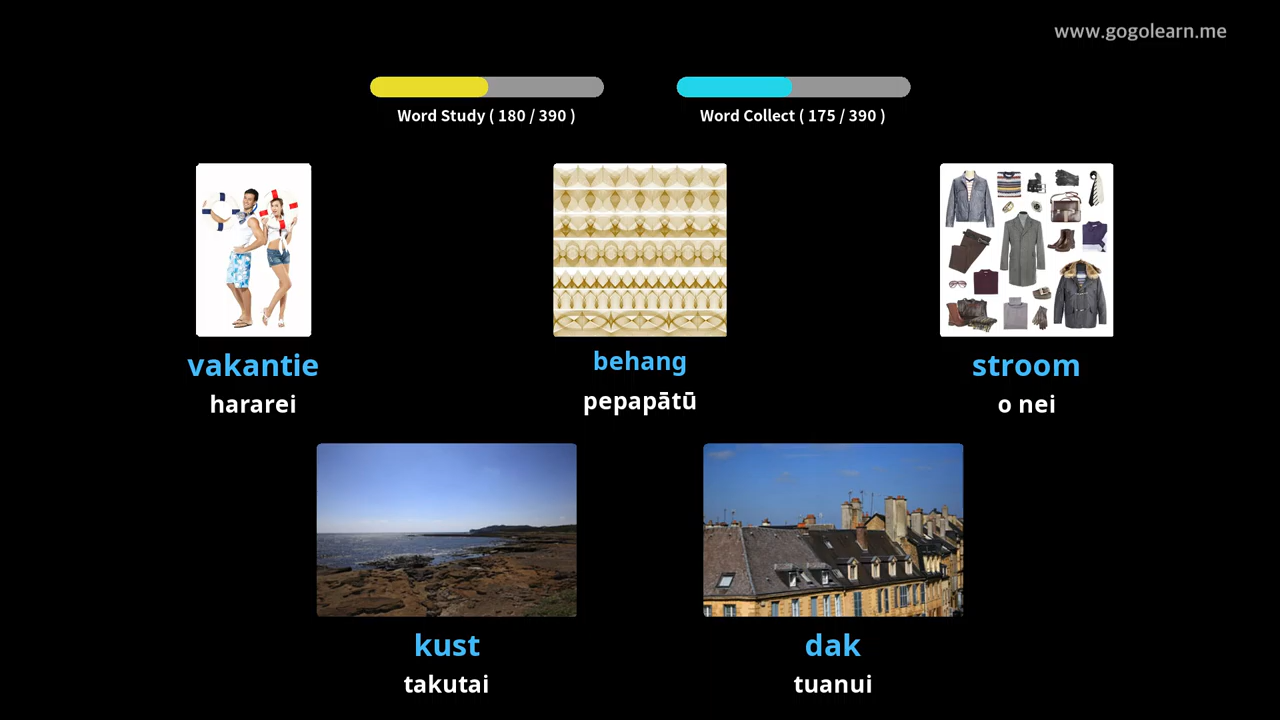 www.gogolearn.me
Word Study ( 180 / 390 )
Word Collect ( 175 / 390 )
vakantie
hararei
behang
pepapātū
stroom
o nei
kust
takutai
dak
tuanui